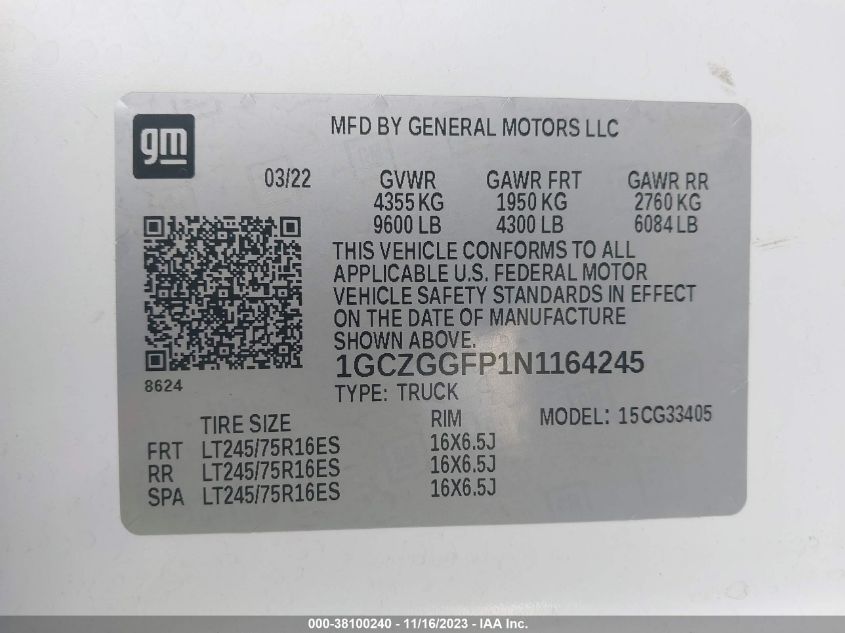 gm
MFD BY GENERAL MOTORS LLC
03/22 GVWR GAWR FRT GAWR RR
4355 KG 1950 KG 2760 KG
9600 LB 4300 LB 6084 LB
THIS VEHICLE CONFORMS TO ALL
APPLICABLE U.S. FEDERAL MOTOR
VEHICLE SAFETY STANDARDS IN EFFECT
ON THE DATE OF MANUFACTURE
SHOWN ABOVE.
1GCZGGFP1N1164245
8624
TYPE: TRUCK
TIRE SIZE RIM MODEL: 15CG33405
FRT LT245/75R16ES 16X6.5J
RR LT245/75R16ES 16X6.5J
SPA LT245/75R16ES 16X6.5J
000-38100240 - 11/16/2023 - IAA Inc.